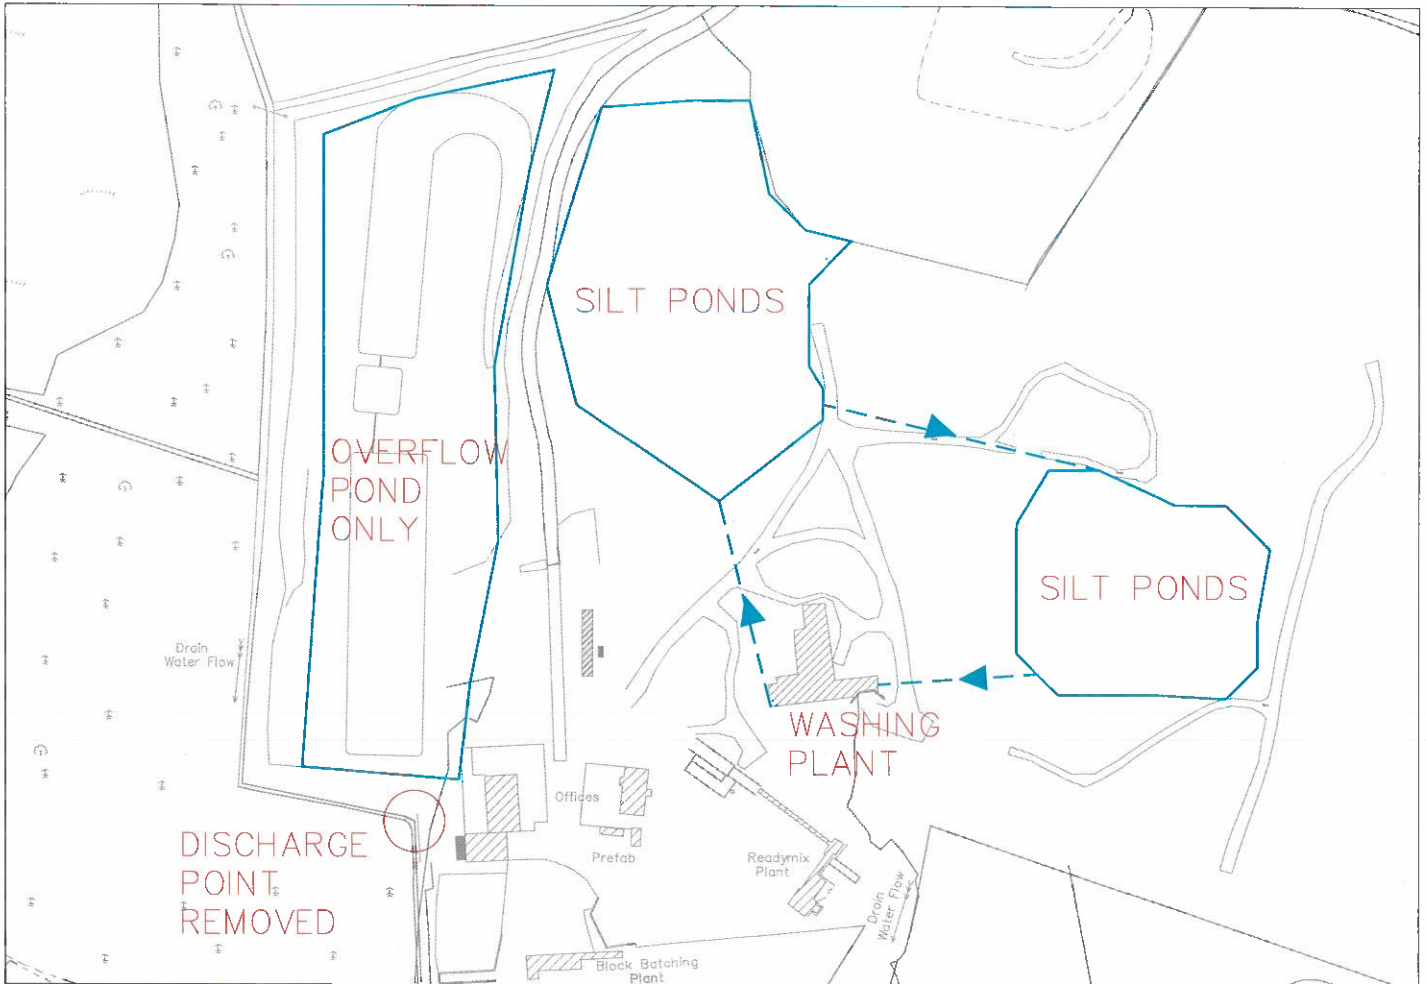 SILT PONDS
OVERFLOW
POND
ONLY
SILT PONDS
Drain
Water Flow
WASHING
PLANT
Offices
DISCHARGE
POINT
REMOVED
Prefab
Readymix
Plant
Drain
Water Flow
Block Batching
Plant